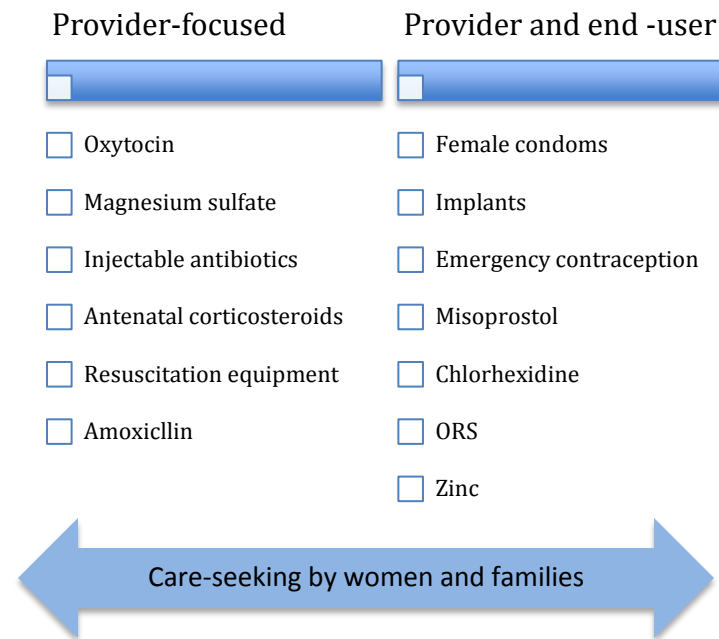 Provider-focused
Oxytocin
Magnesium sulfate
Injectable antibiotics
Antenatal corticosteroids
Resuscitation equipment
Amoxicllin
Provider and end -user
Female condoms
Implants
Emergency contraception
Misoprostol
Chlorhexidine
ORS
Zinc
Care-seeking by women and families